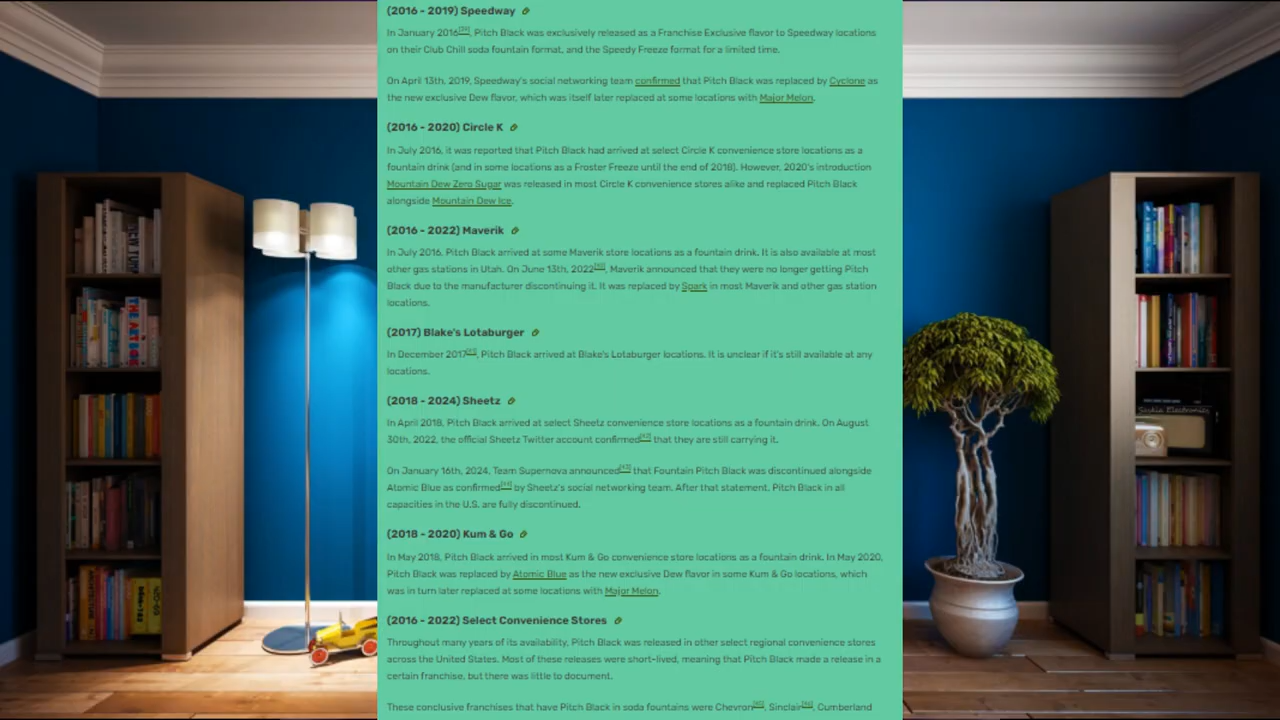 (2016 - 2019) Speedway
In January 2016[39], Pitch Black was exclusively released as a Franchise Exclusive flavor to Speedway locations
on their Club Chill soda fountain format, and the Speedy Freeze format for a limited time.
On April 13th, 2019, Speedway's social networking team confirmed that Pitch Black was replaced by Cyclone as
the new exclusive Dew flavor, which was itself later replaced at some locations with Major Melon.
(2016 - 2020) Circle K
In July 2016, it was reported that Pitch Black had arrived at select Circle K convenience store locations as a
fountain drink (and in some locations as a Froster Freeze until the end of 2018). However, 2020's introduction
Mountain Dew Zero Sugar was released in most Circle K convenience stores alike and replaced Pitch Black
alongside Mountain Dew Ice.
(2016 - 2022) Maverik
In July 2016, Pitch Black arrived at some Maverik store locations as a fountain drink. It is also available at most
other gas stations in Utah. On June 13th, 2022[40], Maverik announced that they were no longer getting Pitch
Black due to the manufacturer discontinuing it. It was replaced by Spark in most Maverik and other gas station
locations.
(2017) Blake's Lotaburger
In December 2017[41], Pitch Black arrived at Blake's Lotaburger locations. It is unclear if it's still available at any
locations.
(2018 - 2024) Sheetz
In April 2018, Pitch Black arrived at select Sheetz convenience store locations as a fountain drink. On August
30th, 2022, the official Sheetz Twitter account confirmed[42] that they are still carrying it.
On January 16th, 2024, Team Supernova announced[43] that Fountain Pitch Black was discontinued alongside
Atomic Blue as confirmed[44] by Sheetz's social networking team. After that statement, Pitch Black in all
capacities in the U.S. are fully discontinued.
(2018 - 2020) Kum & Go
In May 2018, Pitch Black arrived in most Kum & Go convenience store locations as a fountain drink. In May 2020,
Pitch Black was replaced by Atomic Blue as the new exclusive Dew flavor in some Kum & Go locations, which
was in turn later replaced at some locations with Major Melon.
(2016 - 2022) Select Convenience Stores
Throughout many years of its availability, Pitch Black was released in other select regional convenience stores
across the United States. Most of these releases were short-lived, meaning that Pitch Black made a release in a
certain franchise, but there was little to document.
These conclusive franchises that have Pitch Black in soda fountains were Chevron[45], Sinclair[46], Cumberland